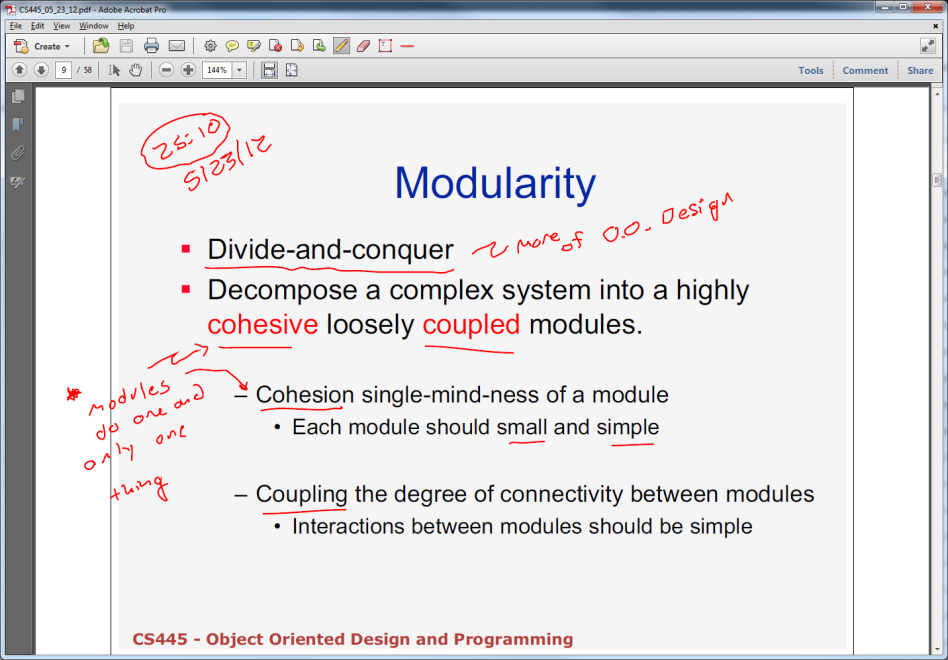 CS445_05_23_12.pdf - Adobe Acrobat Pro
File Edit View Window Help
Create
9 / 58 144% Tools Comment Share
25:10
5/23/12
Modularity
▪ Divide-and-conquer ~ more of O.O. Design
▪ Decompose a complex system into a highly
cohesive loosely coupled modules.
* modules
do one and
only one
thing
– Cohesion single-mind-ness of a module
• Each module should small and simple
– Coupling the degree of connectivity between modules
• Interactions between modules should be simple
CS445 - Object Oriented Design and Programming